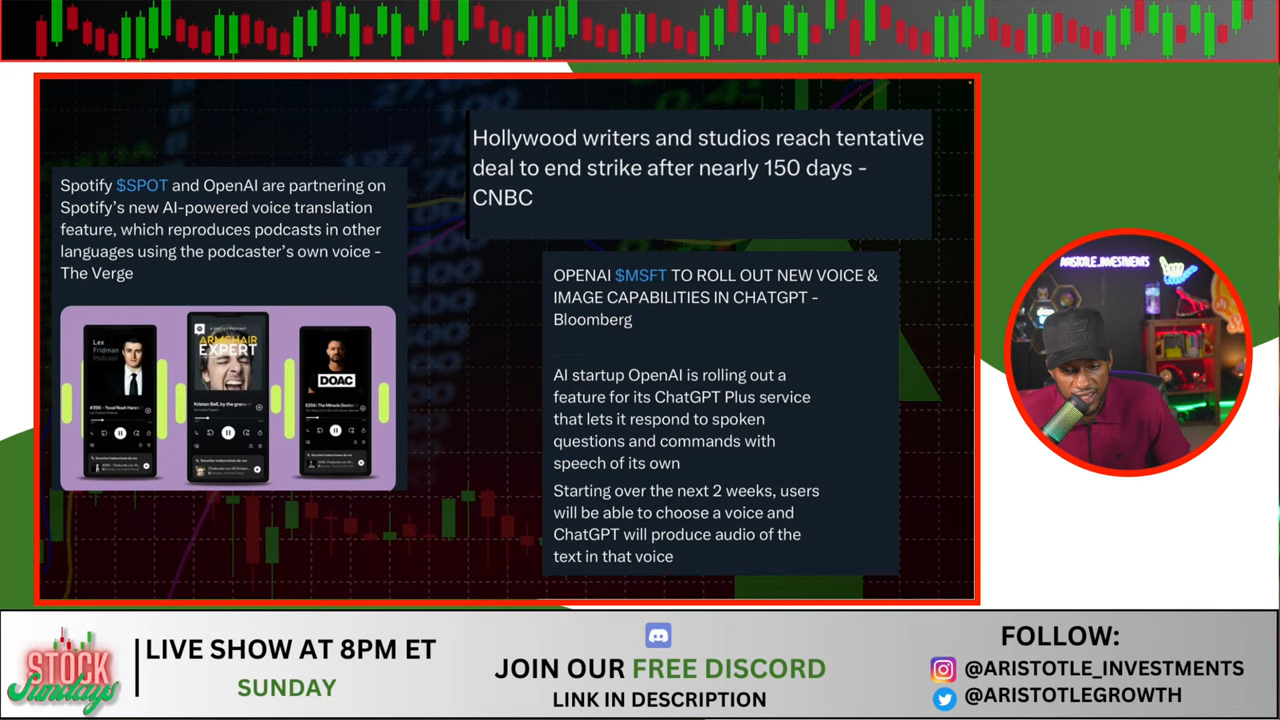 Spotify $SPOT and OpenAI are partnering on
Spotify's new AI-powered voice translation
feature, which reproduces podcasts in other
languages using the podcaster's own voice -
The Verge
Lex
Fridman
Podcast
ARMCHAIR
EXPERT
DOAC
Hollywood writers and studios reach tentative
deal to end strike after nearly 150 days -
CNBC
OPENAI $MSFT TO ROLL OUT NEW VOICE &
IMAGE CAPABILITIES IN CHATGPT -
Bloomberg
AI startup OpenAI is rolling out a
feature for its ChatGPT Plus service
that lets it respond to spoken
questions and commands with
speech of its own
Starting over the next 2 weeks, users
will be able to choose a voice and
ChatGPT will produce audio of the
text in that voice
ARISTOTLE_INVESTMENTS
STOCK
Sundays
LIVE SHOW AT 8PM ET
SUNDAY
JOIN OUR FREE DISCORD
LINK IN DESCRIPTION
FOLLOW:
@ARISTOTLE_INVESTMENTS
@ARISTOTLEGROWTH